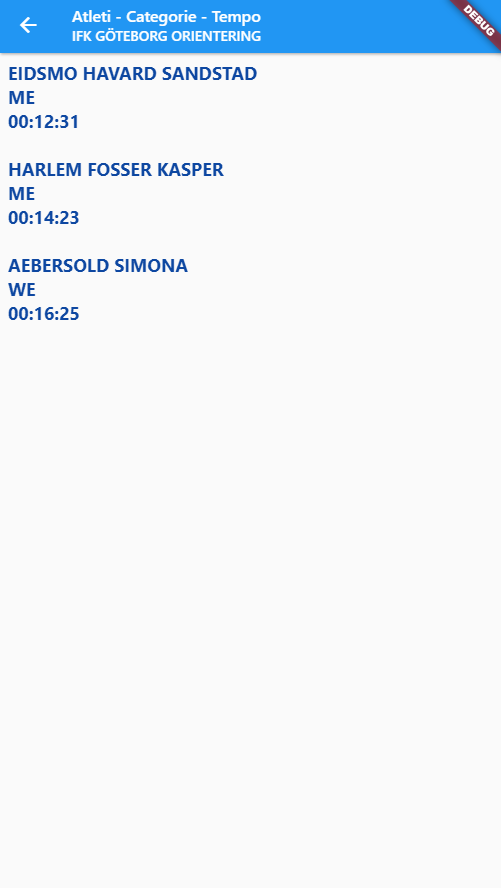 Atleti - Categorie - Tempo
IFK GÖTEBORG ORIENTERING
DEBUG
EIDSMO HAVARD SANDSTAD
ME
00:12:31
HARLEM FOSSER KASPER
ME
00:14:23
AEBERSOLD SIMONA
WE
00:16:25